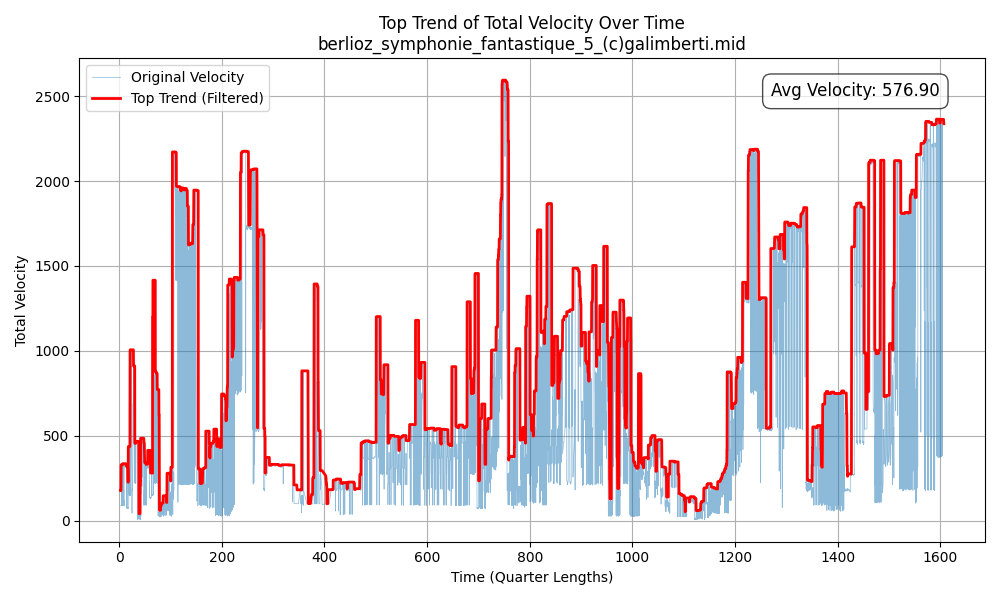 Top Trend of Total Velocity Over Time
berlioz_symphonie_fantastique_5_(c)galimberti.mid
Original Velocity
Top Trend (Filtered)
Avg Velocity: 576.90
Total Velocity
2500
2000
1500
1000
500
0
0 200 400 600 800 1000 1200 1400 1600
Time (Quarter Lengths)